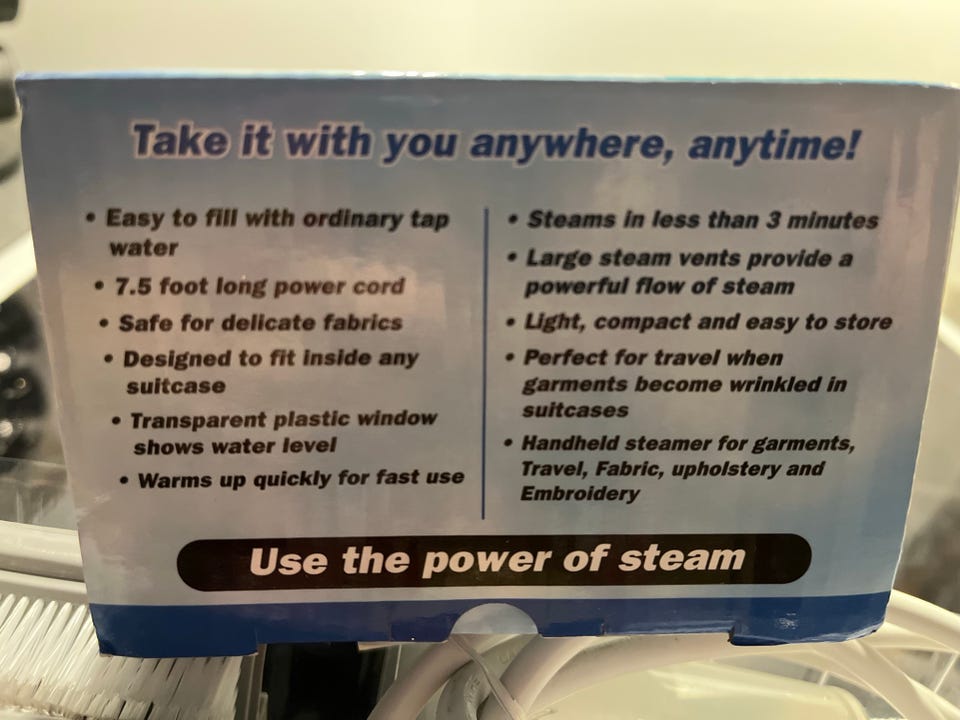 Take it with you anywhere, anytime!
• Easy to fill with ordinary tap
water
• 7.5 foot long power cord
• Safe for delicate fabrics
• Designed to fit inside any
suitcase
• Transparent plastic window
shows water level
• Warms up quickly for fast use
• Steams in less than 3 minutes
• Large steam vents provide a
powerful flow of steam
• Light, compact and easy to store
• Perfect for travel when
garments become wrinkled in
suitcases
• Handheld steamer for garments,
Travel, Fabric, upholstery and
Embroidery
Use the power of steam